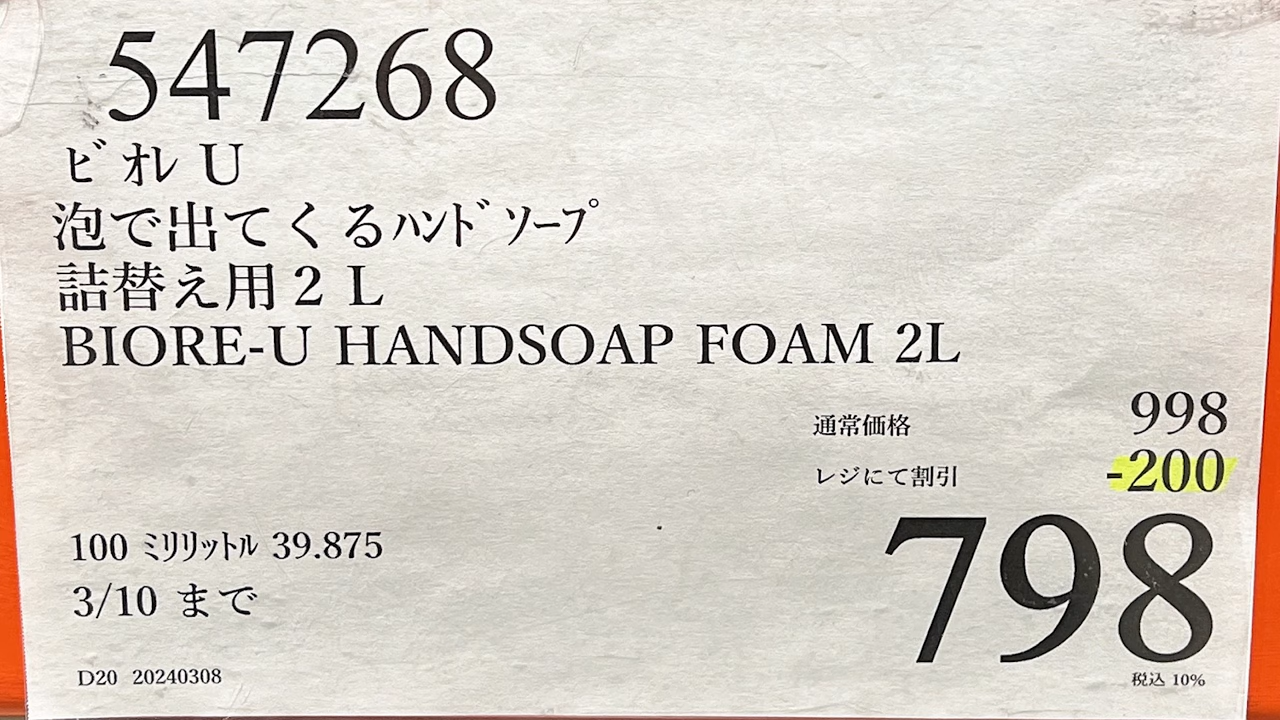 547268
ﾋﾞｵﾚ U
泡で出てくるﾊﾝﾄﾞｿｰﾌﾟ
詰替え用２Ｌ
BIORE-U HANDSOAP FOAM 2L
通常価格 998
レジにて割引 -200
798
100 ﾐﾘﾘｯﾄﾙ 39.875
3/10 まで
D20 20240308
税込 10%